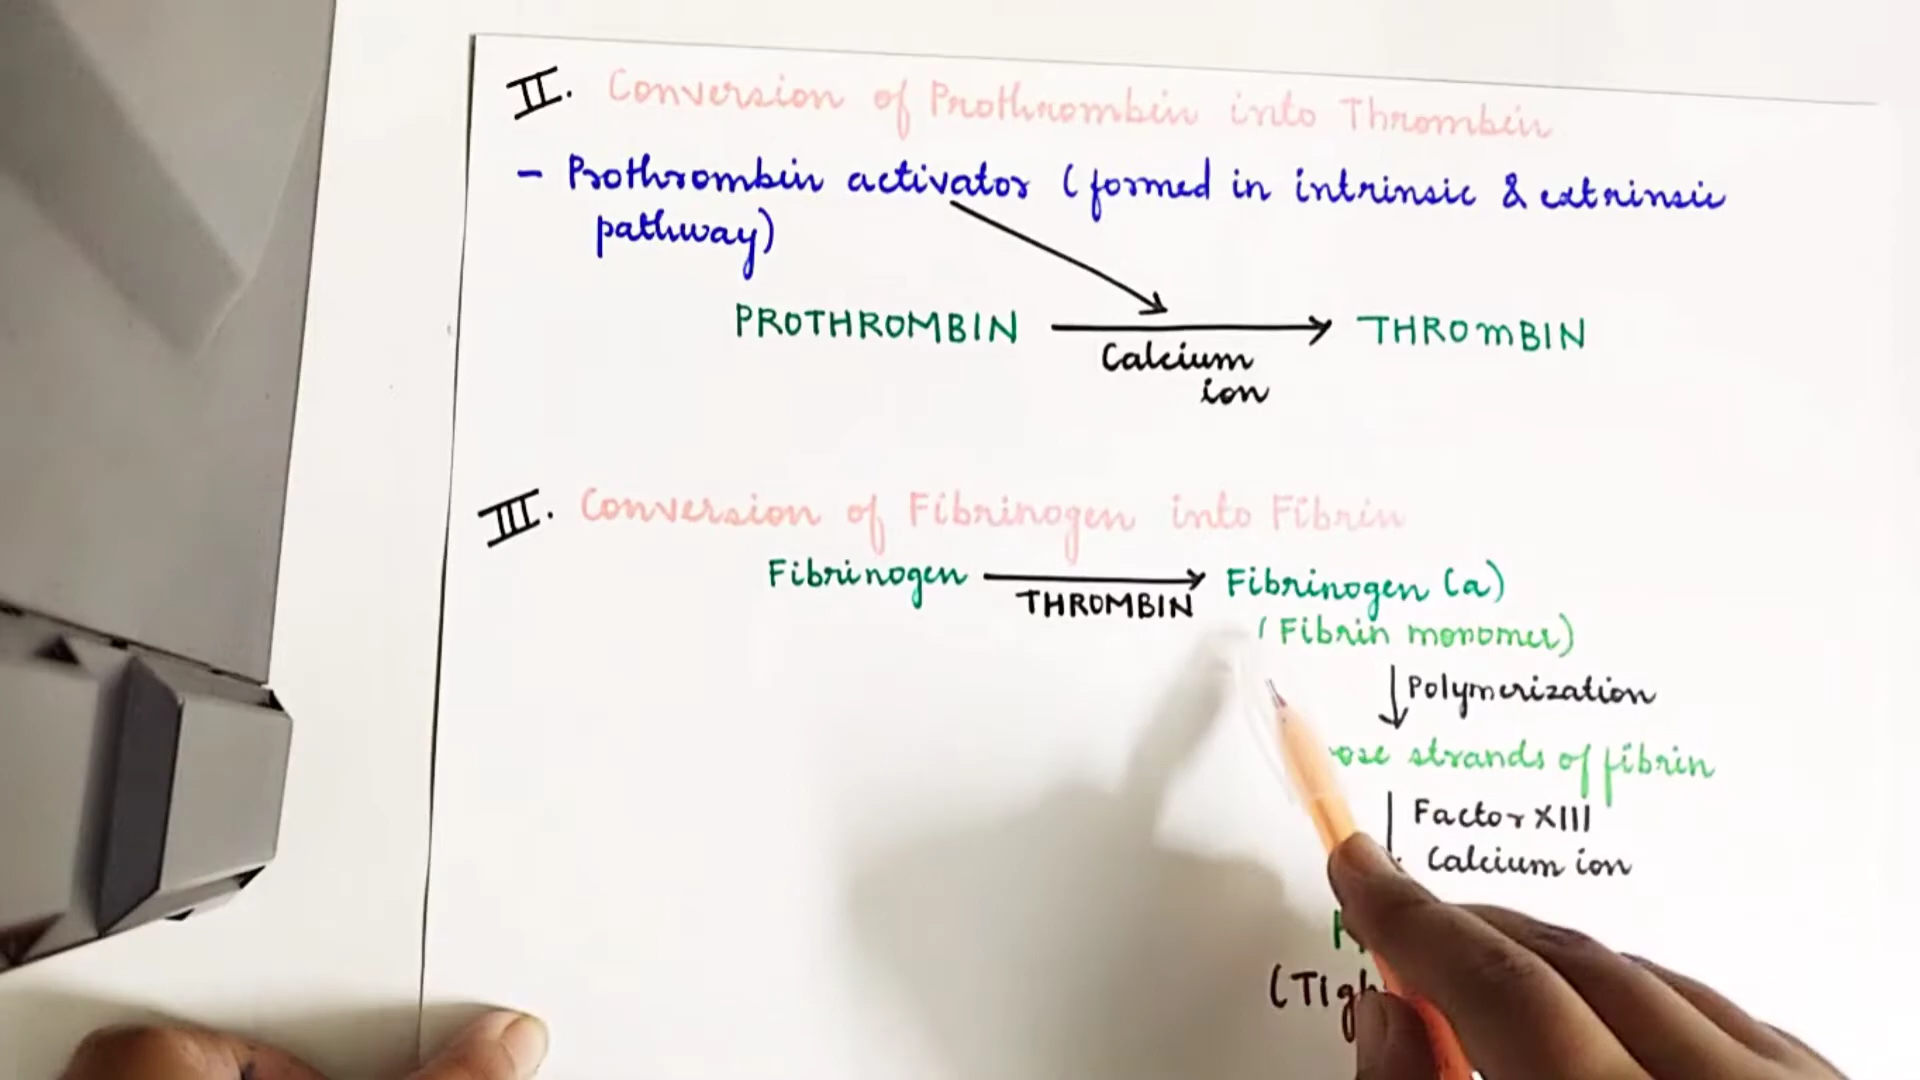 II. Conversion of Prothrombin into Thrombin
- Prothrombin activator (formed in intrinsic & extrinsic
pathway)
PROTHROMBIN THROMBIN
Calcium
ion
III. Conversion of Fibrinogen into Fibrin
Fibrinogen Fibrinogen (a)
THROMBIN
(Fibrin monomer)
Polymerization
strands of fibrin
Factor XIII
Calcium ion